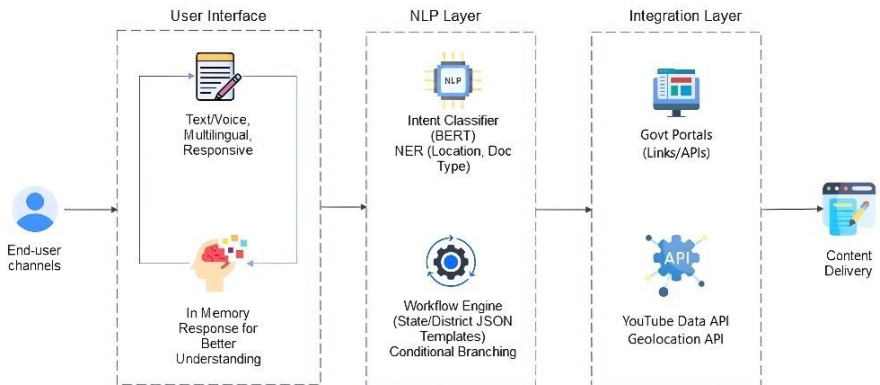 User Interface
NLP Layer
Integration Layer
End-user
channels
Text/Voice,
Multilingual,
Responsive
In Memory
Response for
Better
Understanding
NLP
Intent Classifier
(BERT)
NER (Location, Doc
Type)
Workflow Engine
(State/District JSON
Templates)
Conditional Branching
Govt Portals
(Links/APIs)
API
YouTube Data API
Geolocation API
Content
Delivery